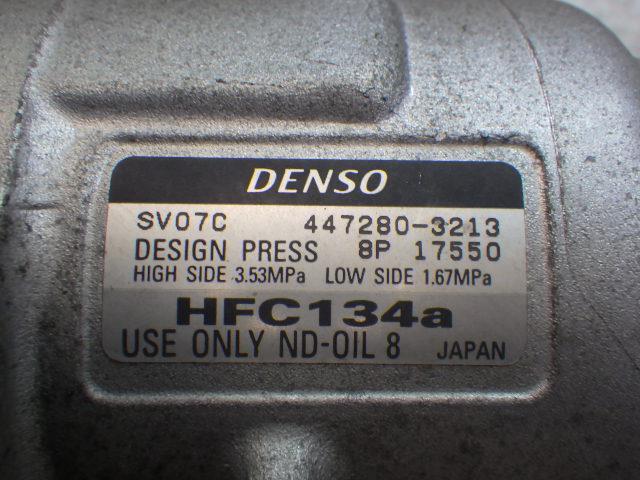 DENSO
SV07C 447280-3213
DESIGN PRESS 8P 17550
HIGH SIDE 3.53MPa LOW SIDE 1.67MPa
HFC134a
USE ONLY ND-OIL 8 JAPAN